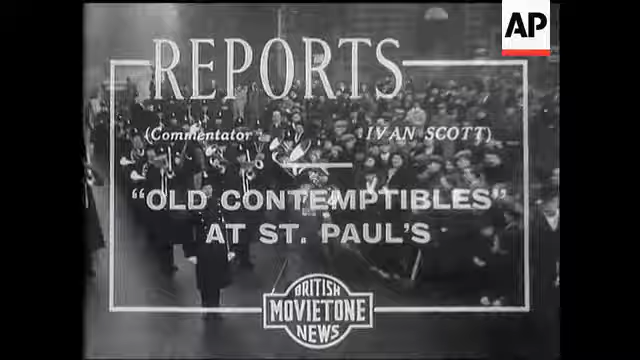 AP
REPORTS
(Commentator IVAN SCOTT)
"OLD CONTEMPTIBLES"
AT ST. PAUL'S
BRITISH
MOVIETONE
NEWS